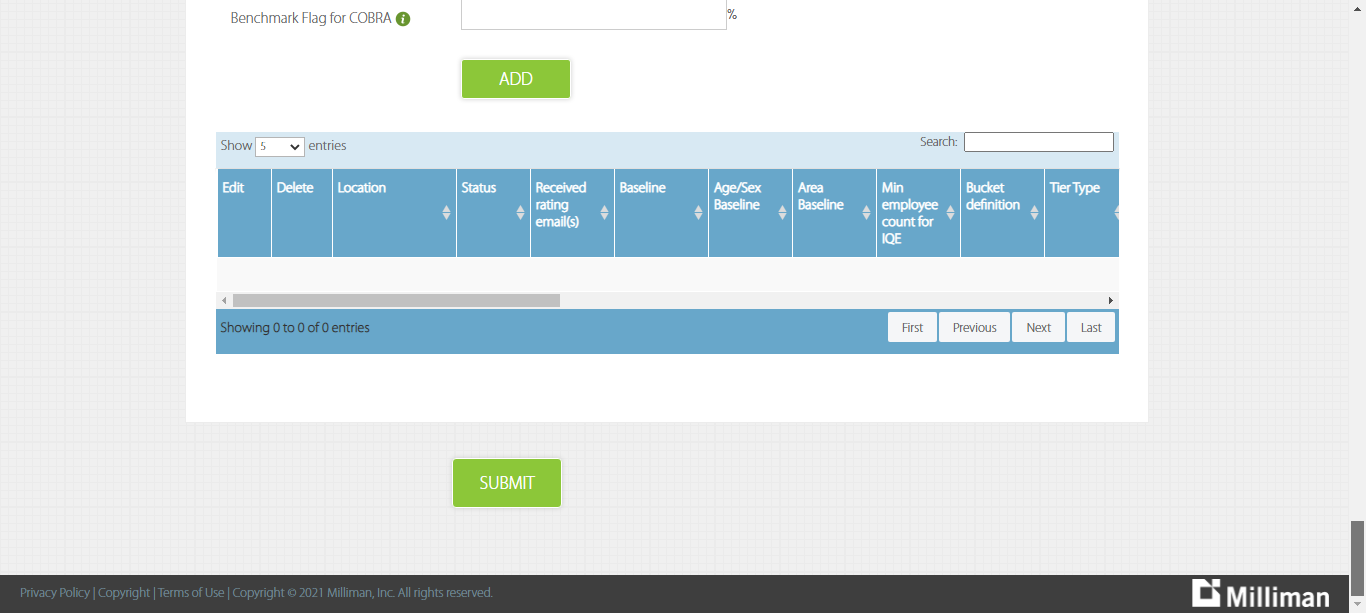 Benchmark Flag for COBRA i
%
ADD
Show 5 entries
Search:
Edit
Delete
Location
Status
Received
rating
email(s)
Baseline
Age/Sex
Baseline
Area
Baseline
Min
employee
count for
IQE
Bucket
definition
Tier Type
Showing 0 to 0 of 0 entries
First
Previous
Next
Last
SUBMIT
Privacy Policy | Copyright | Terms of Use | Copyright © 2021 Milliman, Inc. All rights reserved.
Milliman